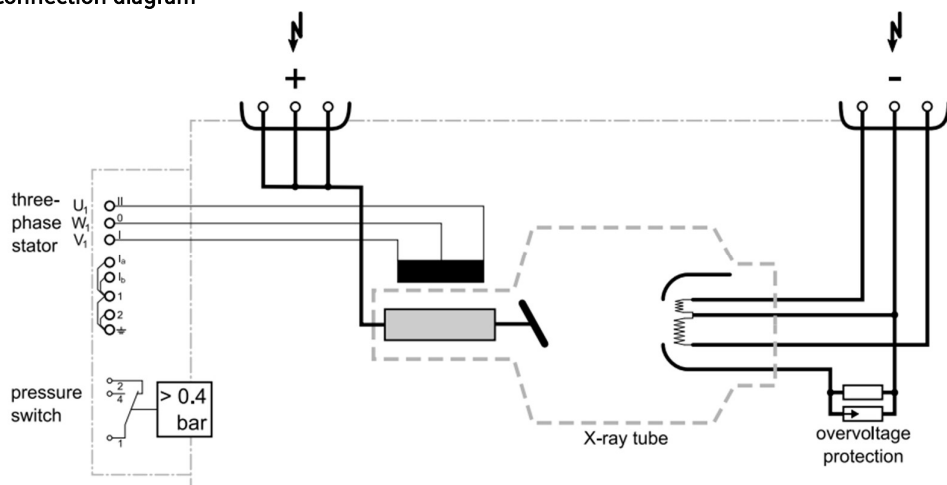 connection diagram
+
-
three-
phase
stator
U1
W1
V1
II
0
I
Ia
Ib
1
2
pressure
switch
2
4
1
> 0.4
bar
X-ray tube
overvoltage
protection